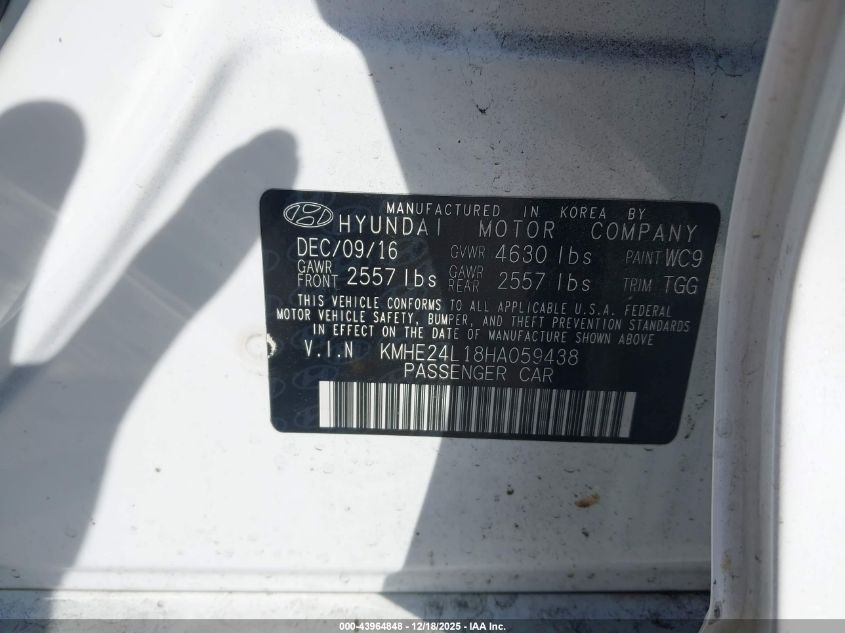 MANUFACTURED IN KOREA BY
HYUNDAI MOTOR COMPANY
DEC/09/16 GVWR 4630 lbs PAINT WC9
GAWR FRONT 2557 lbs GAWR REAR 2557 lbs TRIM TGG
THIS VEHICLE CONFORMS TO ALL APPLICABLE U.S.A. FEDERAL
MOTOR VEHICLE SAFETY, BUMPER, AND THEFT PREVENTION STANDARDS
IN EFFECT ON THE DATE OF MANUFACTURE SHOWN ABOVE
V.I.N KMHE24L18HA059438
PASSENGER CAR
000-43964848 - 12/18/2025 - IAA Inc.